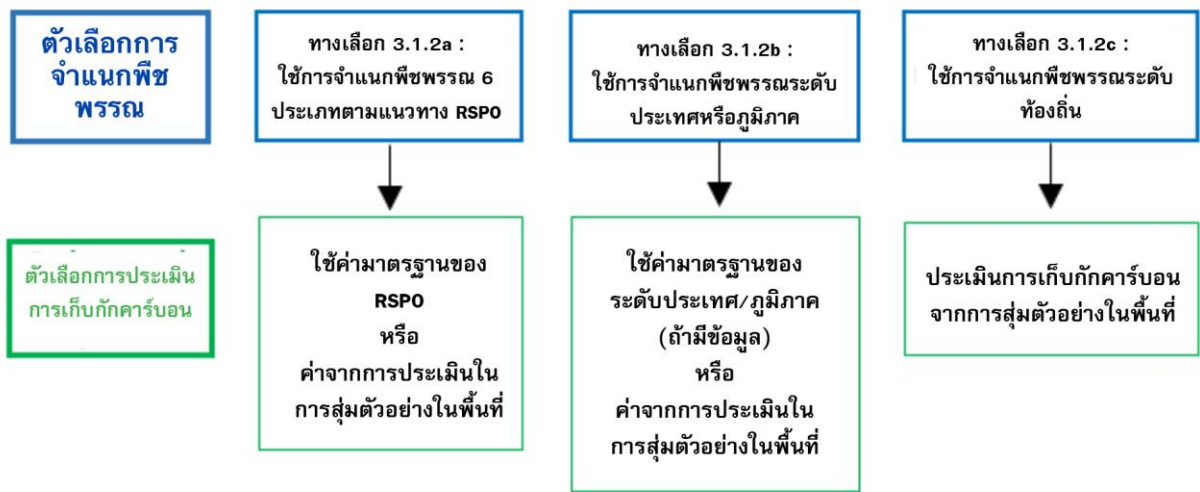 ตัวเลือกการ
จำแนกพืช
พรรณ
ทางเลือก 3.1.2a :
ใช้การจำแนกพืชพรรณ 6
ประเภทตามแนวทาง RSPO
ทางเลือก 3.1.2b :
ใช้การจำแนกพืชพรรณระดับ
ประเทศหรือภูมิภาค
ทางเลือก 3.1.2c :
ใช้การจำแนกพืชพรรณระดับ
ท้องถิ่น
ตัวเลือกการประเมิน
การเก็บกักคาร์บอน
ใช้ค่ามาตรฐานของ
RSPO
หรือ
ค่าจากการประเมินใน
การสุ่มตัวอย่างในพื้นที่
ใช้ค่ามาตรฐานของ
ระดับประเทศ/ภูมิภาค
(ถ้ามีข้อมูล)
หรือ
ค่าจากการประเมินใน
การสุ่มตัวอย่างในพื้นที่
ประเมินการเก็บกักคาร์บอน
จากการสุ่มตัวอย่างในพื้นที่